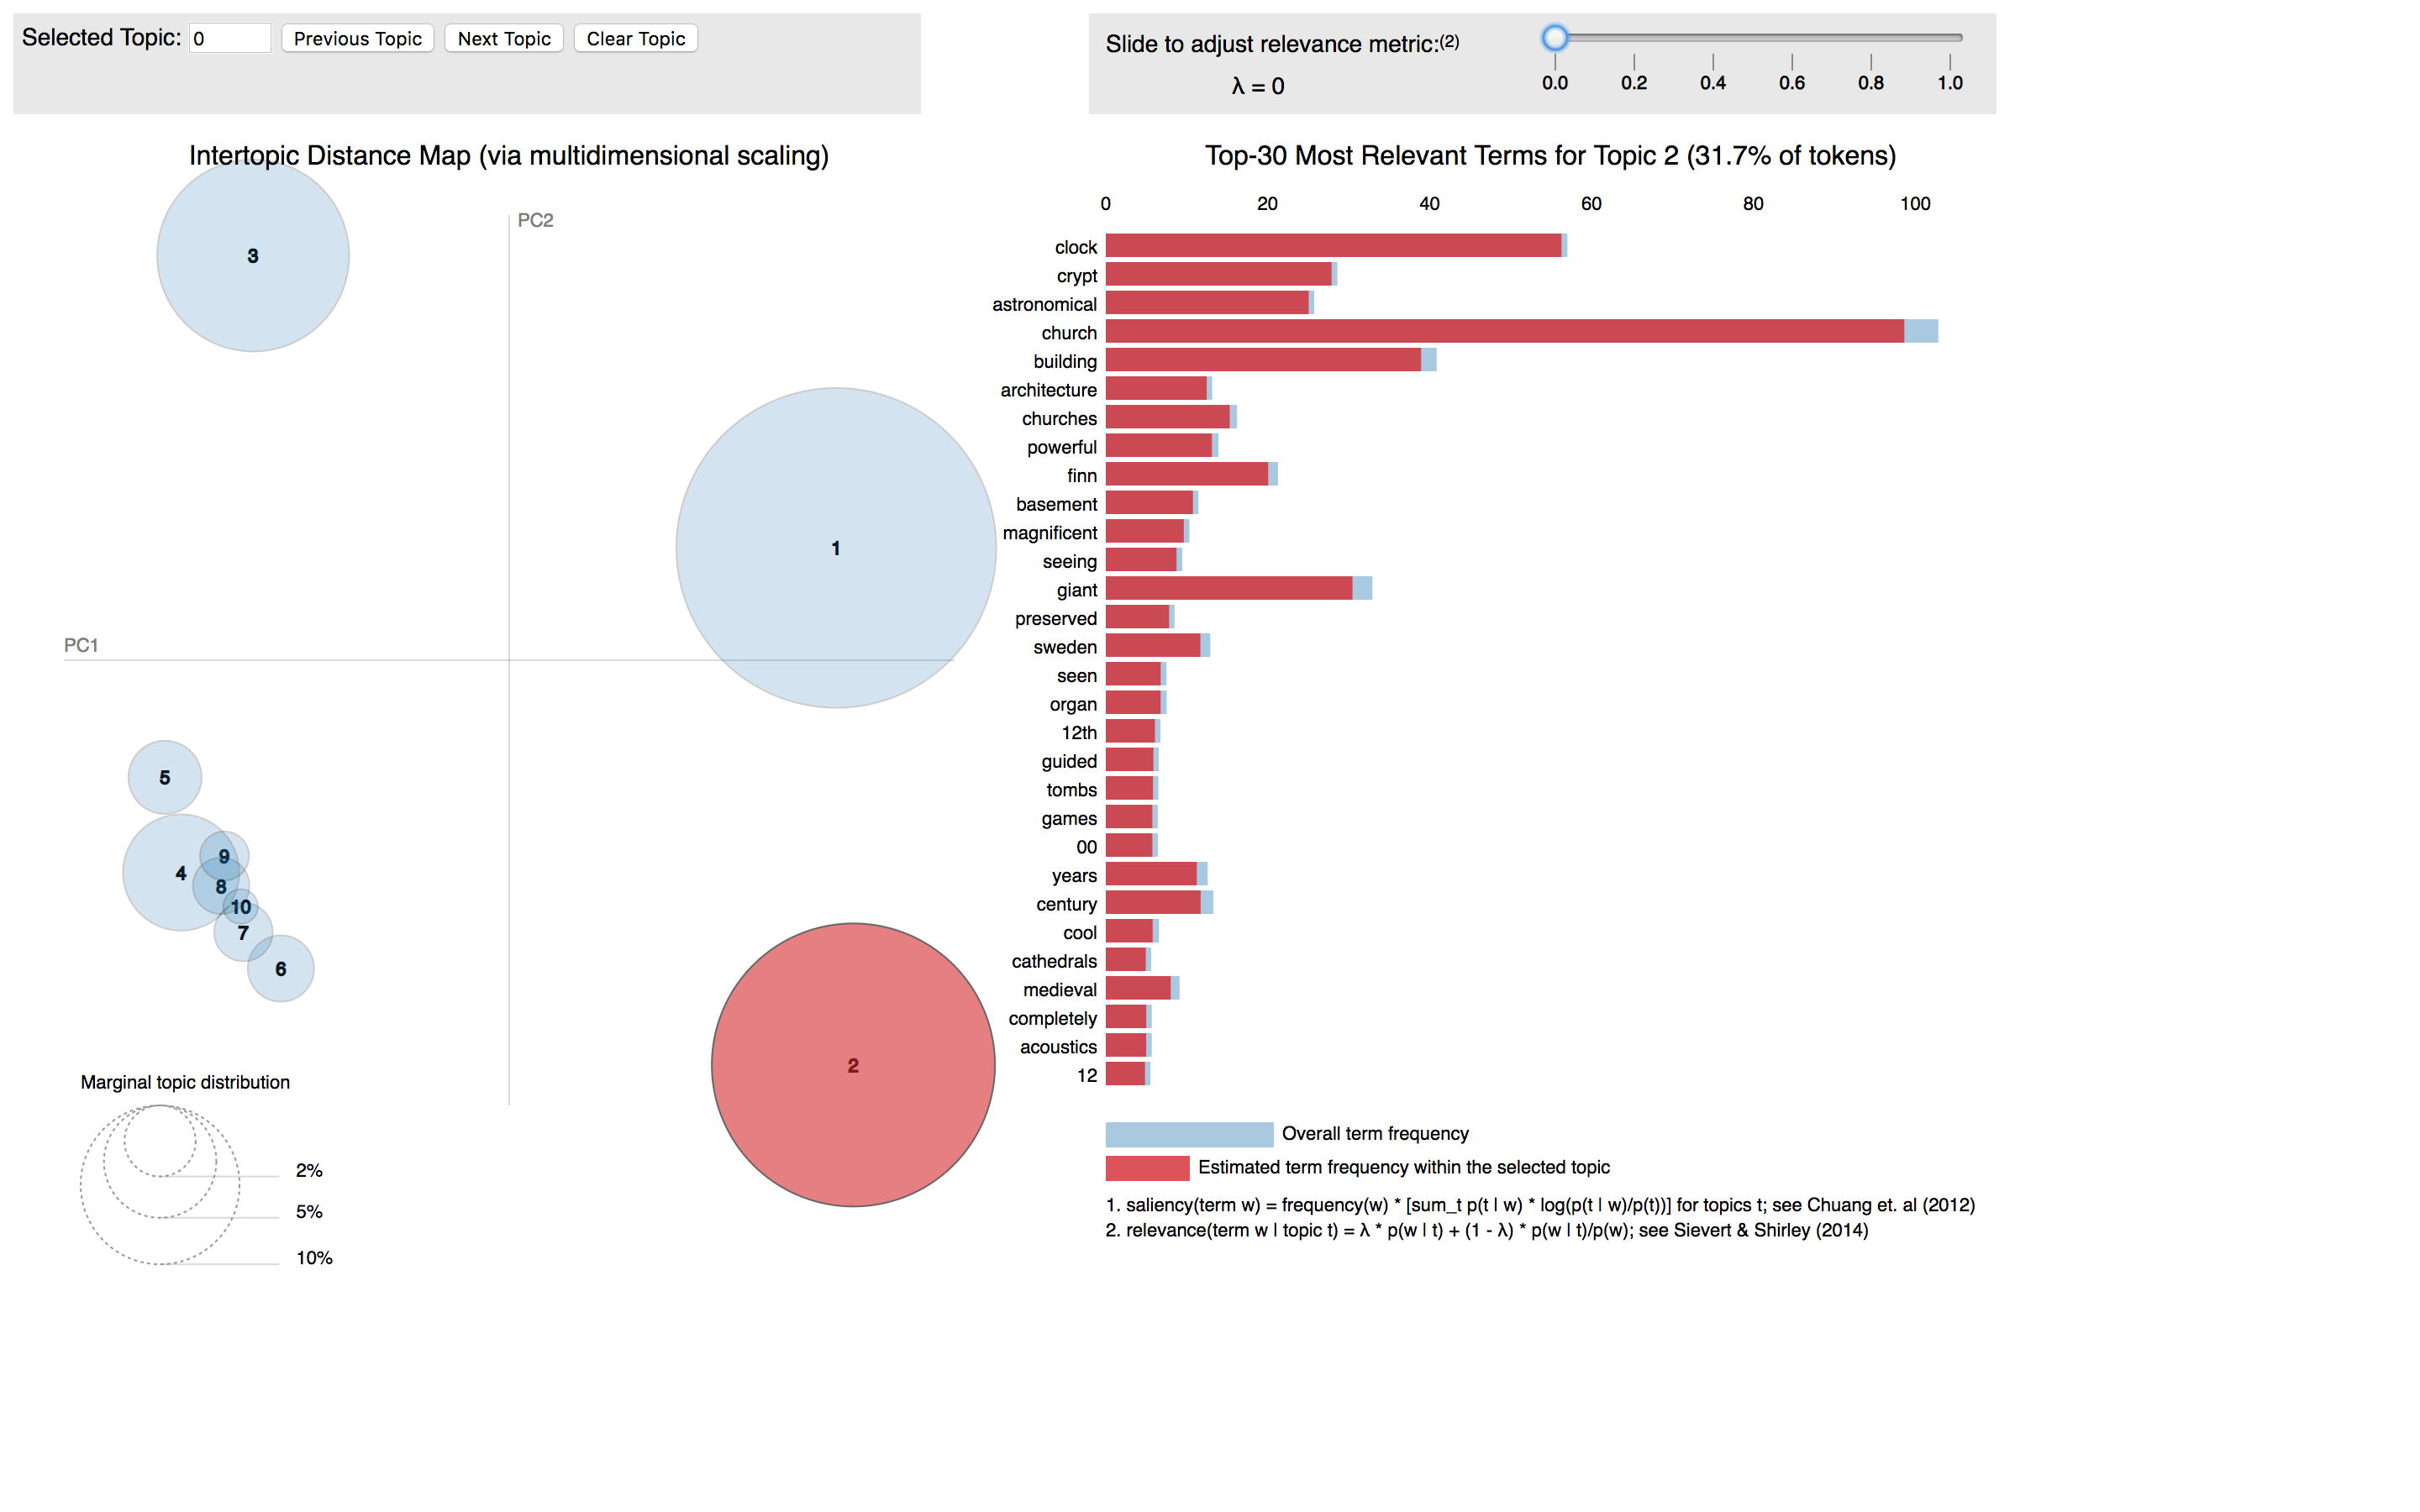 Selected Topic: 0 Previous Topic Next Topic Clear Topic
Slide to adjust relevance metric:(2)
λ = 0
0.0 0.2 0.4 0.6 0.8 1.0
Intertopic Distance Map (via multidimensional scaling)
PC2
PC1
3
1
5
4
9
8
10
7
6
2
Marginal topic distribution
2%
5%
10%
Top-30 Most Relevant Terms for Topic 2 (31.7% of tokens)
0 20 40 60 80 100
clock
crypt
astronomical
church
building
architecture
churches
powerful
finn
basement
magnificent
seeing
giant
preserved
sweden
seen
organ
12th
guided
tombs
games
00
years
century
cool
cathedrals
medieval
completely
acoustics
12
Overall term frequency
Estimated term frequency within the selected topic
1. saliency(term w) = frequency(w) * [sum_t p(t | w) * log(p(t | w)/p(t))] for topics t; see Chuang et. al (2012)
2. relevance(term w | topic t) = λ * p(w | t) + (1 - λ) * p(w | t)/p(w); see Sievert & Shirley (2014)